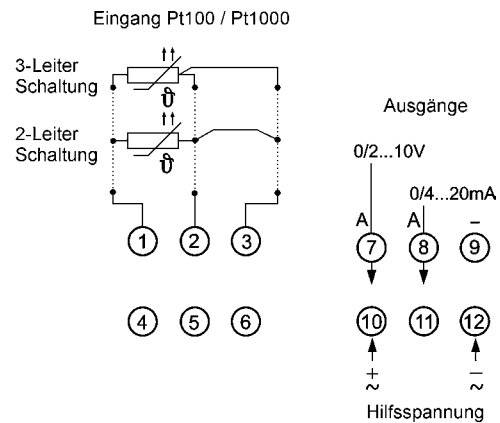 Eingang Pt100 / Pt1000
3-Leiter
Schaltung
ϑ
2-Leiter
Schaltung
ϑ
Ausgänge
0/2...10V
0/4...20mA
A A –
1 2 3 7 8 9
4 5 6 10 11 12
+ –
~ ~
Hilfsspannung